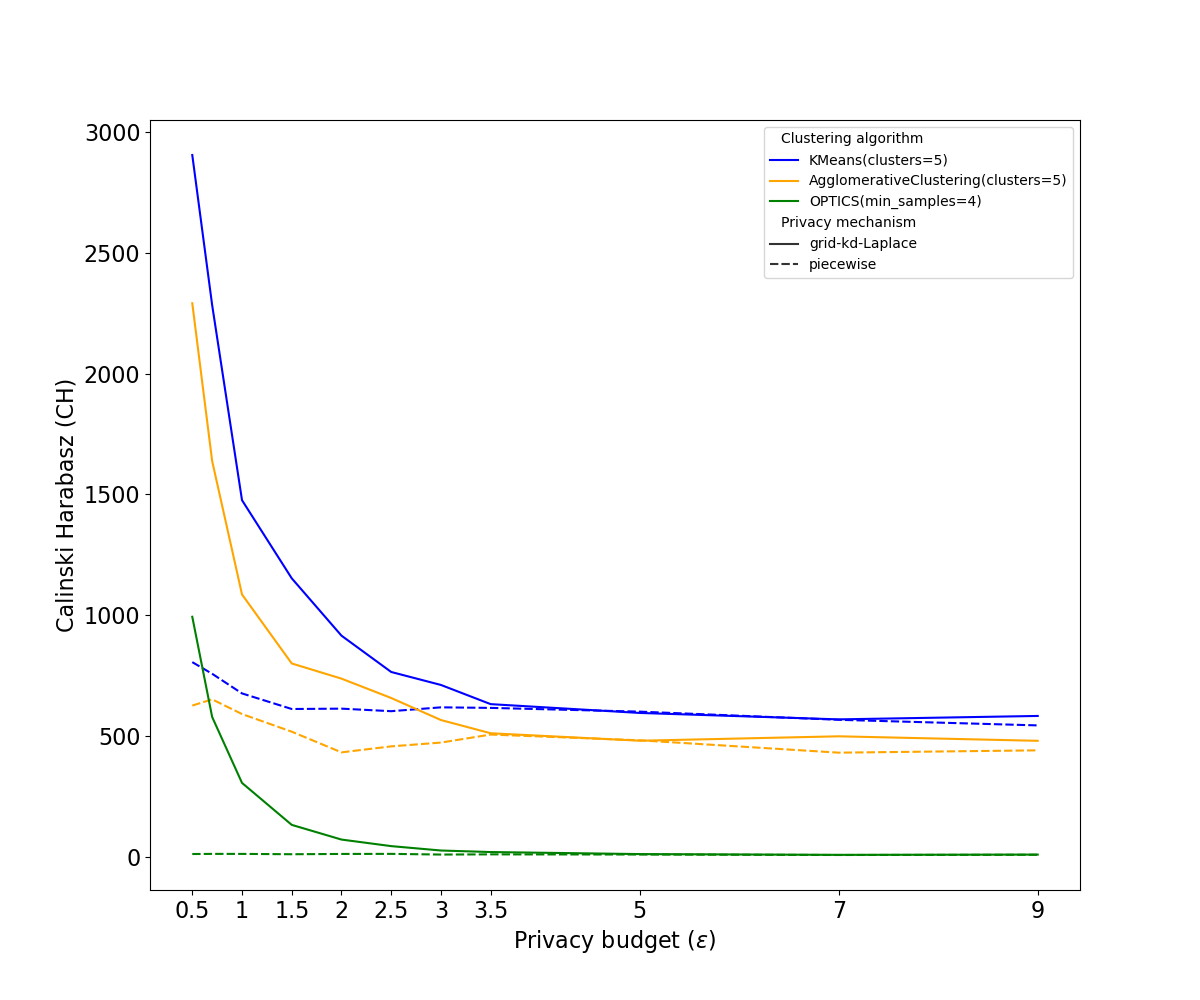 Clustering algorithm
KMeans(clusters=5)
AgglomerativeClustering(clusters=5)
OPTICS(min_samples=4)
Privacy mechanism
grid-kd-Laplace
piecewise
Calinski Harabasz (CH)
3000
2500
2000
1500
1000
500
0
0.5 1 1.5 2 2.5 3 3.5 5 7 9
Privacy budget (ε)